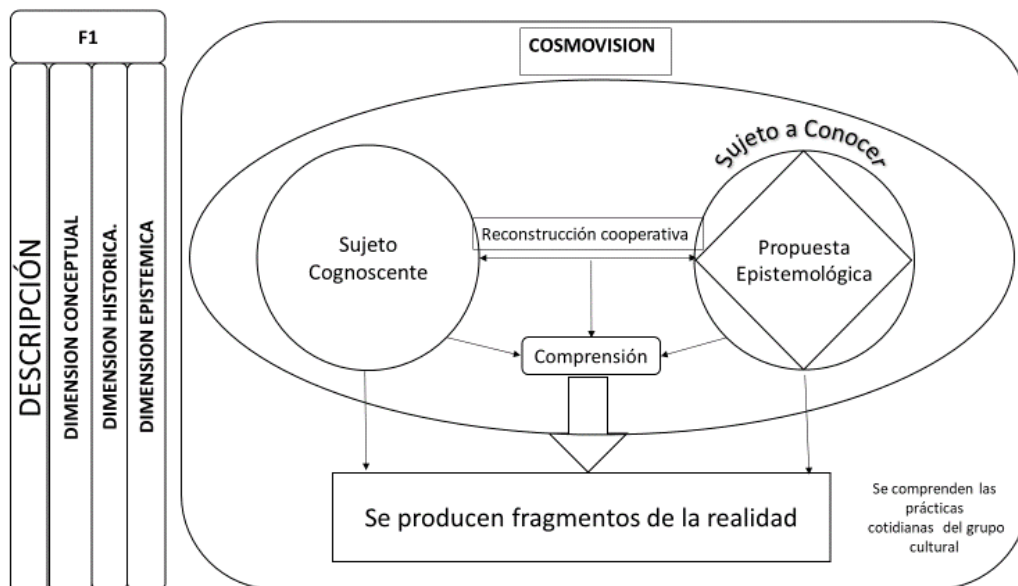 F1
DESCRIPCIÓN
DIMENSION CONCEPTUAL
DIMENSION HISTORICA.
DIMENSION EPISTEMICA
COSMOVISION
Sujeto a Conocer
Sujeto
Cognoscente
Reconstrucción cooperativa
Propuesta
Epistemológica
Comprensión
Se producen fragmentos de la realidad
Se comprenden las
prácticas
cotidianas del grupo
cultural